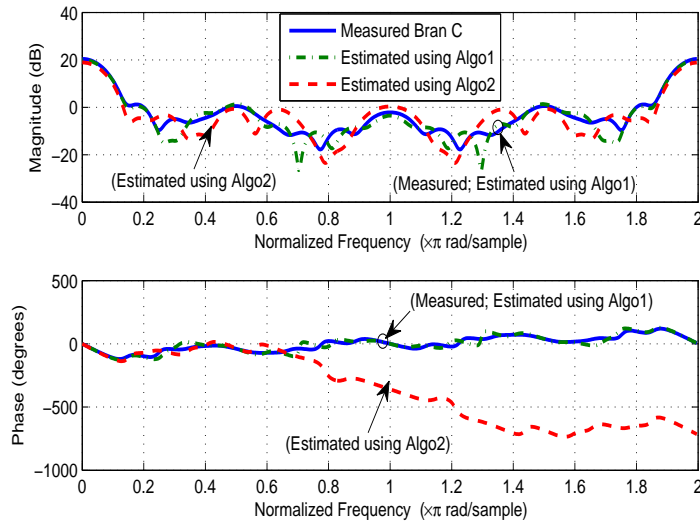 Measured Bran C
Estimated using Algo1
Estimated using Algo2
40
20
0
−20
−40
Magnitude (dB)
(Estimated using Algo2)
(Measured; Estimated using Algo1)
0 0.2 0.4 0.6 0.8 1 1.2 1.4 1.6 1.8 2
Normalized Frequency (×π rad/sample)
500
0
−500
−1000
Phase (degrees)
(Measured; Estimated using Algo1)
(Estimated using Algo2)
0 0.2 0.4 0.6 0.8 1 1.2 1.4 1.6 1.8 2
Normalized Frequency (×π rad/sample)